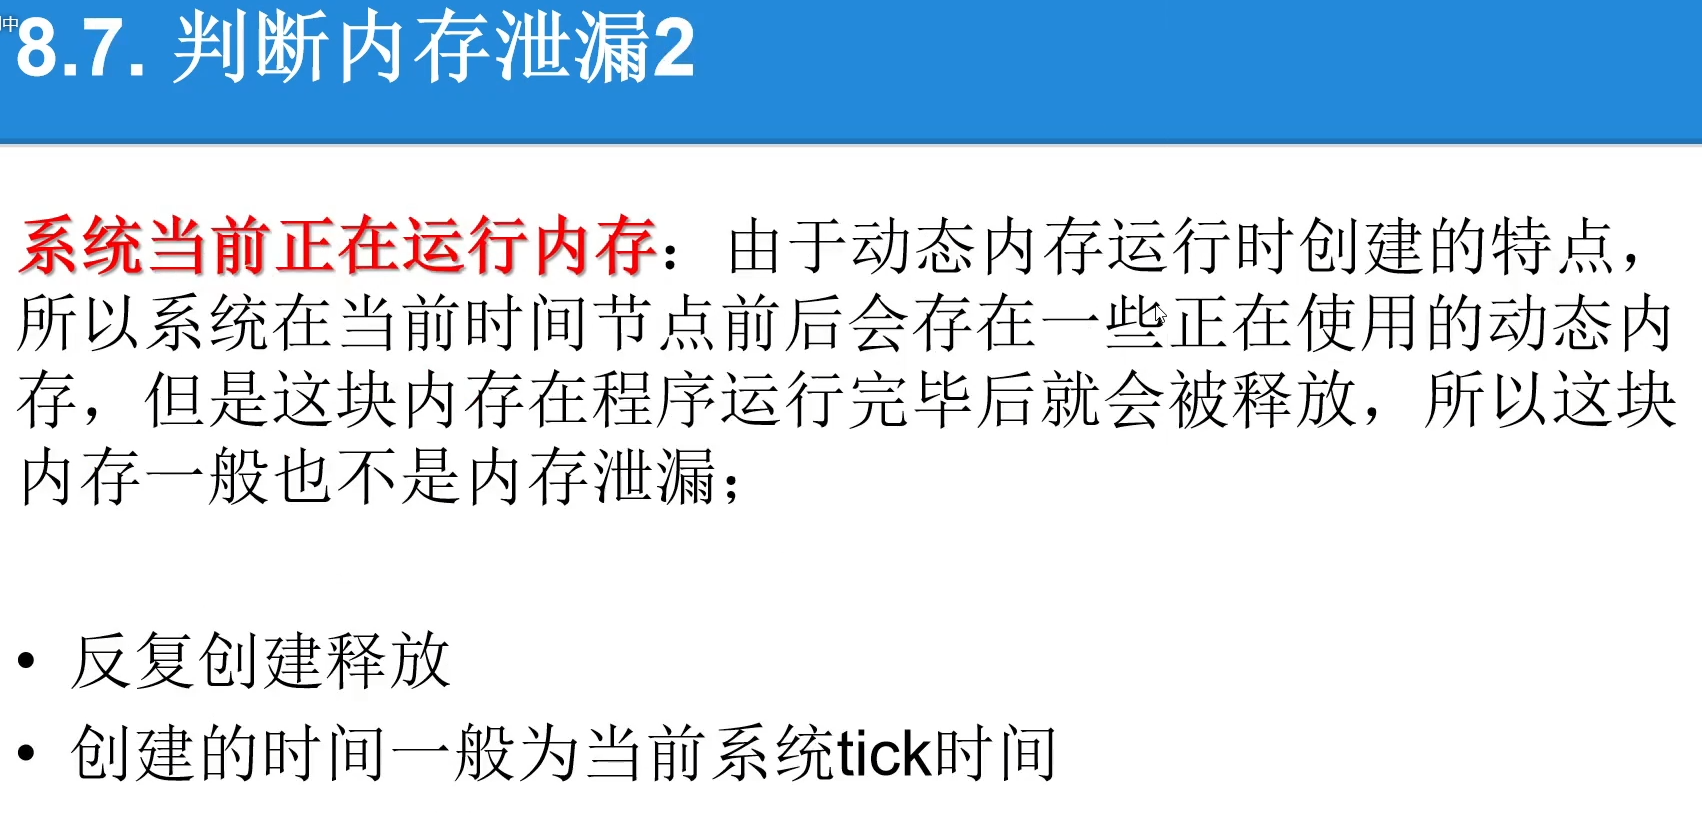 8.7. 判断内存泄漏2
系统当前正在运行内存：由于动态内存运行时创建的特点，
所以系统在当前时间节点前后会存在一些正在使用的动态内
存，但是这块内存在程序运行完毕后就会被释放，所以这块
内存一般也不是内存泄漏；
• 反复创建释放
• 创建的时间一般为当前系统tick时间